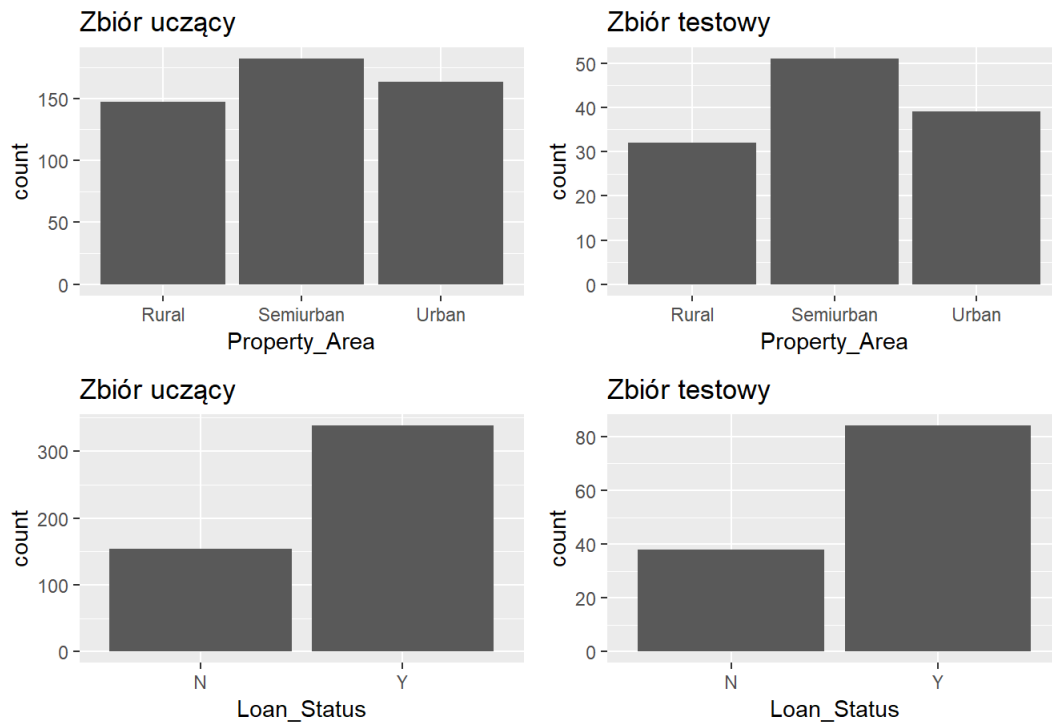 Zbiór uczący
count
150
100
50
0
Rural Semiurban Urban
Property_Area
Zbiór testowy
count
50
40
30
20
10
0
Rural Semiurban Urban
Property_Area
Zbiór uczący
count
300
200
100
0
N Y
Loan_Status
Zbiór testowy
count
80
60
40
20
0
N Y
Loan_Status